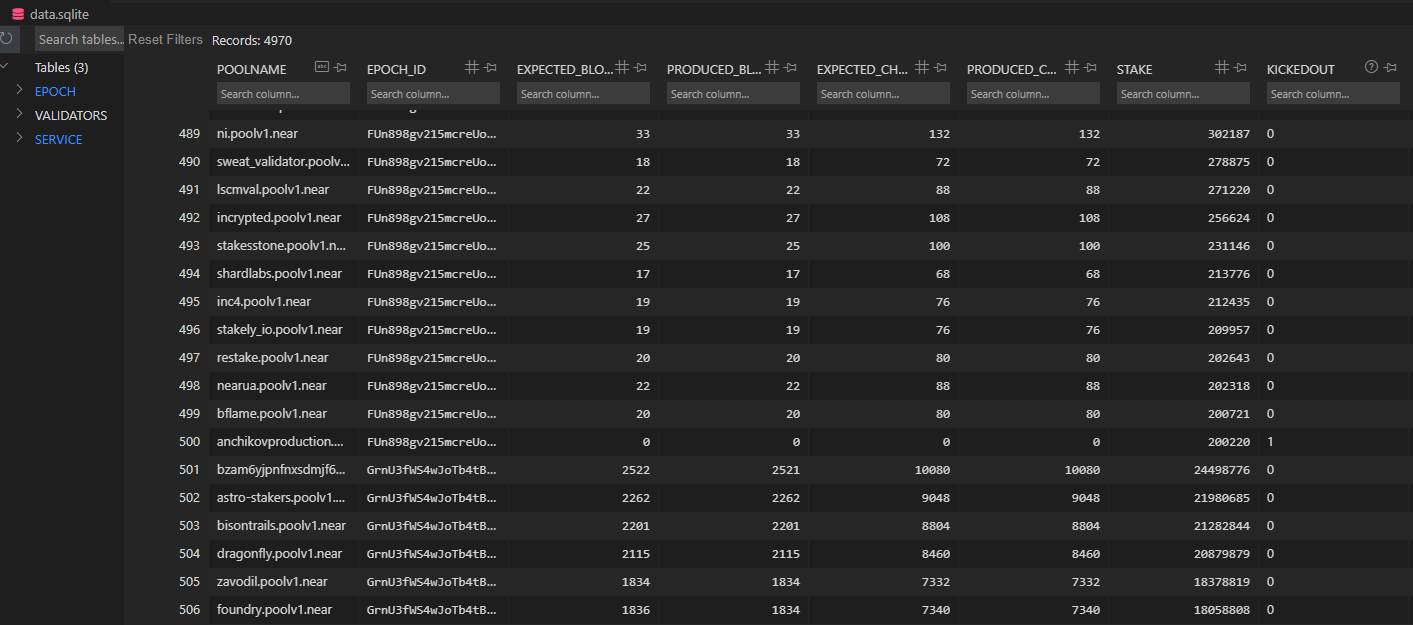 data.sqlite
Search tables... Reset Filters Records: 4970
Tables (3)
EPOCH
VALIDATORS
SERVICE
POOLNAME EPOCH_ID EXPECTED_BLO... PRODUCED_BL... EXPECTED_CH... PRODUCED_C... STAKE KICKEDOUT
Search column... Search column... Search column... Search column... Search column... Search column... Search column... Search column...
489 ni.poolv1.near FUn898gv215mcreUo... 33 33 132 132 302187 0
490 sweat_validator.poolv... FUn898gv215mcreUo... 18 18 72 72 278875 0
491 lscmval.poolv1.near FUn898gv215mcreUo... 22 22 88 88 271220 0
492 incrypted.poolv1.near FUn898gv215mcreUo... 27 27 108 108 256624 0
493 stakesstone.poolv1.n... FUn898gv215mcreUo... 25 25 100 100 231146 0
494 shardlabs.poolv1.near FUn898gv215mcreUo... 17 17 68 68 213776 0
495 inc4.poolv1.near FUn898gv215mcreUo... 19 19 76 76 212435 0
496 stakely_io.poolv1.near FUn898gv215mcreUo... 19 19 76 76 209957 0
497 restake.poolv1.near FUn898gv215mcreUo... 20 20 80 80 202643 0
498 nearua.poolv1.near FUn898gv215mcreUo... 22 22 88 88 202318 0
499 bflame.poolv1.near FUn898gv215mcreUo... 20 20 80 80 200721 0
500 anchikovproduction.... FUn898gv215mcreUo... 0 0 0 0 200220 1
501 bzam6yjpnfnxsdmjf6... GrnU3fWS4wJoTb4tB... 2522 2521 10080 10080 24498776 0
502 astro-stakers.poolv1.... GrnU3fWS4wJoTb4tB... 2262 2262 9048 9048 21980685 0
503 bisontrails.poolv1.near GrnU3fWS4wJoTb4tB... 2201 2201 8804 8804 21282844 0
504 dragonfly.poolv1.near GrnU3fWS4wJoTb4tB... 2115 2115 8460 8460 20879879 0
505 zavodil.poolv1.near GrnU3fWS4wJoTb4tB... 1834 1834 7332 7332 18378819 0
506 foundry.poolv1.near GrnU3fWS4wJoTb4tB... 1836 1834 7340 7340 18058808 0